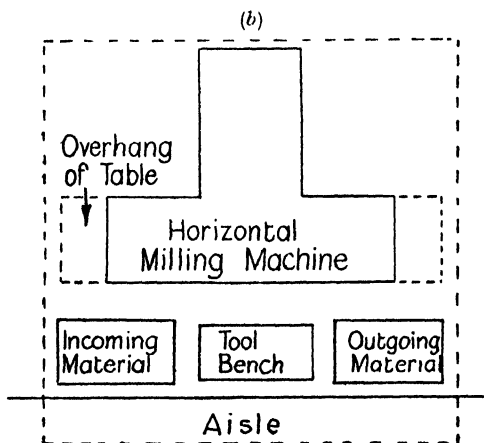 (b)
Overhang
of Table
Horizontal
Milling Machine
Incoming
Material
Tool
Bench
Outgoing
Material
Aisle